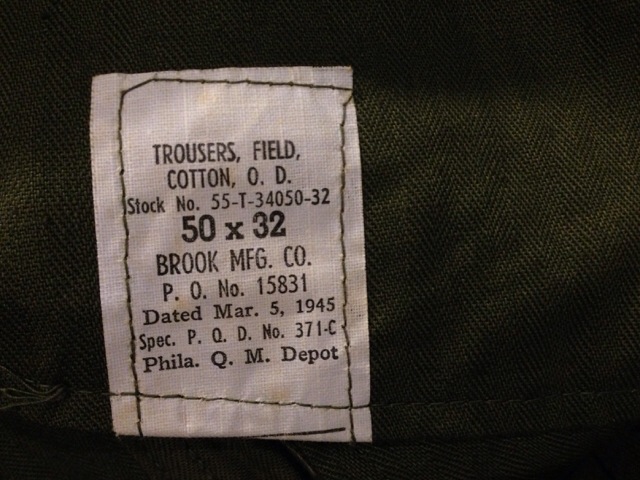 TROUSERS, FIELD,
COTTON, O. D.
Stock No. 55-T-34050-32
50 x 32
BROOK MFG. CO.
P. O. No. 15831
Dated Mar. 5, 1945
Spec. P. Q. D. No. 371-C
Phila. Q. M. Depot